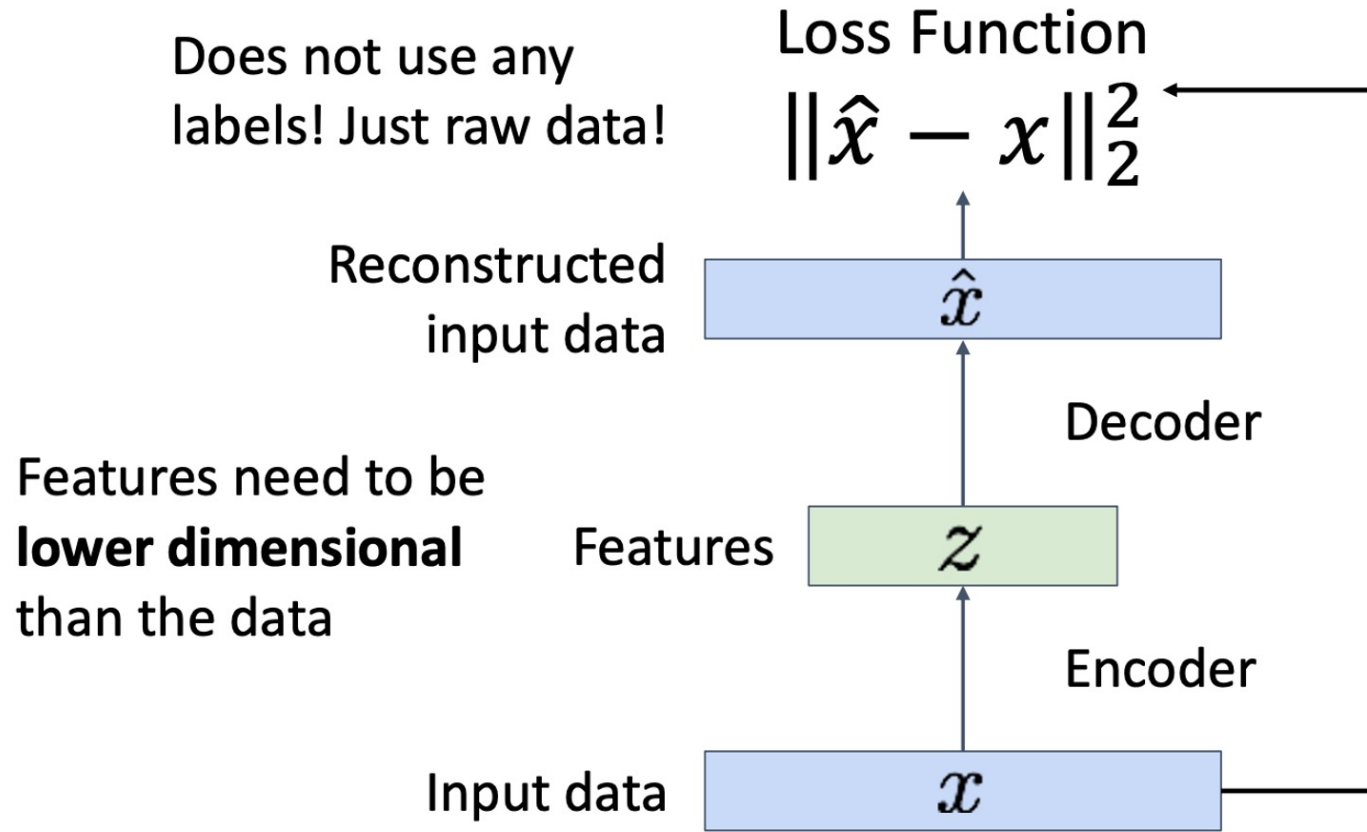 Does not use any
labels! Just raw data!
Loss Function
‖x̂ − x‖₂²
Reconstructed
input data
x̂
Decoder
Features need to be
lower dimensional
than the data
Features
z
Encoder
Input data
x